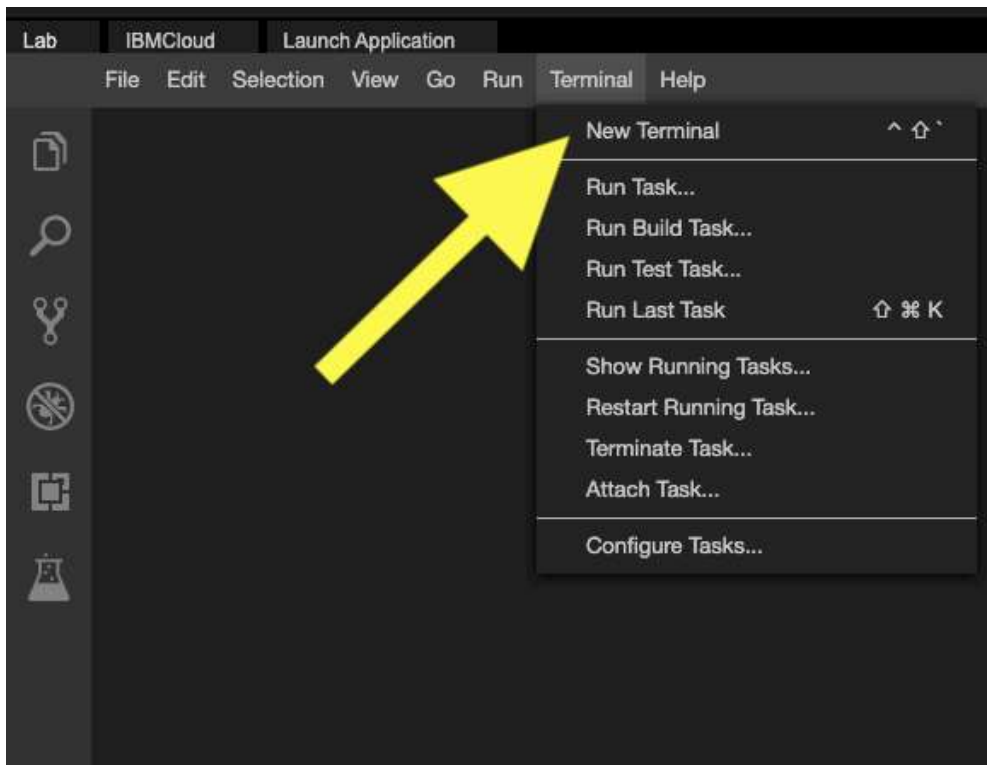 Lab IBMCloud Launch Application
File Edit Selection View Go Run Terminal Help
New Terminal ^ ⇧ `
Run Task...
Run Build Task...
Run Test Task...
Run Last Task ⇧ ⌘ K
Show Running Tasks...
Restart Running Task...
Terminate Task...
Attach Task...
Configure Tasks...